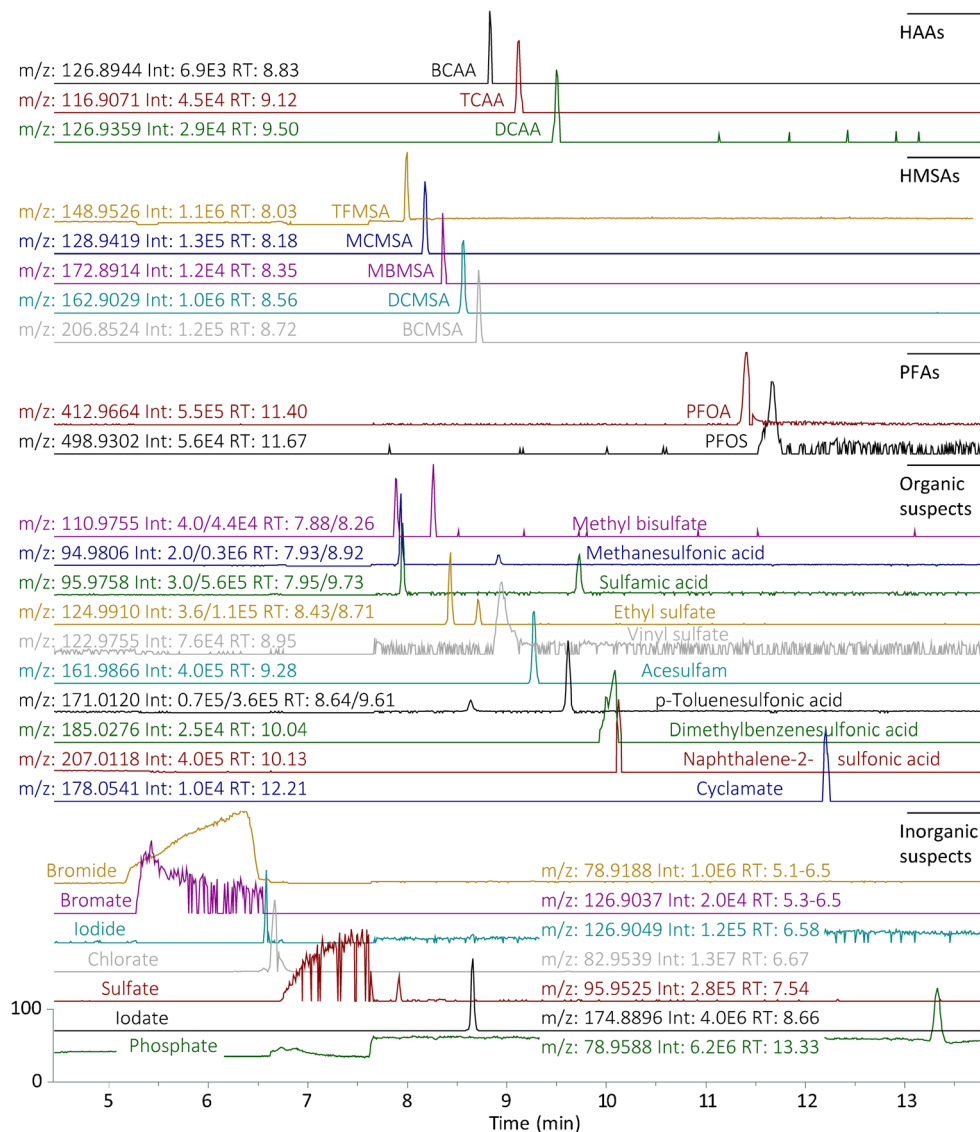 HAAs
m/z: 126.8944 Int: 6.9E3 RT: 8.83 BCAA
m/z: 116.9071 Int: 4.5E4 RT: 9.12 TCAA
m/z: 126.9359 Int: 2.9E4 RT: 9.50 DCAA
HMSAs
m/z: 148.9526 Int: 1.1E6 RT: 8.03 TFMSA
m/z: 128.9419 Int: 1.3E5 RT: 8.18 MCMSA
m/z: 172.8914 Int: 1.2E4 RT: 8.35 MBMSA
m/z: 162.9029 Int: 1.0E6 RT: 8.56 DCMSA
m/z: 206.8524 Int: 1.2E5 RT: 8.72 BCMSA
PFAs
m/z: 412.9664 Int: 5.5E5 RT: 11.40 PFOA
m/z: 498.9302 Int: 5.6E4 RT: 11.67 PFOS
Organic
suspects
m/z: 110.9755 Int: 4.0/4.4E4 RT: 7.88/8.26 Methyl bisulfate
m/z: 94.9806 Int: 2.0/0.3E6 RT: 7.93/8.92 Methanesulfonic acid
m/z: 95.9758 Int: 3.0/5.6E5 RT: 7.95/9.73 Sulfamic acid
m/z: 124.9910 Int: 3.6/1.1E5 RT: 8.43/8.71 Ethyl sulfate
m/z: 122.9755 Int: 7.6E4 RT: 8.95 Vinyl sulfate
m/z: 161.9866 Int: 4.0E5 RT: 9.28 Acesulfam
m/z: 171.0120 Int: 0.7E5/3.6E5 RT: 8.64/9.61 p-Toluenesulfonic acid
m/z: 185.0276 Int: 2.5E4 RT: 10.04 Dimethylbenzenesulfonic acid
m/z: 207.0118 Int: 4.0E5 RT: 10.13 Naphthalene-2- sulfonic acid
m/z: 178.0541 Int: 1.0E4 RT: 12.21 Cyclamate
Inorganic
suspects
Bromide m/z: 78.9188 Int: 1.0E6 RT: 5.1-6.5
Bromate m/z: 126.9037 Int: 2.0E4 RT: 5.3-6.5
Iodide m/z: 126.9049 Int: 1.2E5 RT: 6.58
Chlorate m/z: 82.9539 Int: 1.3E7 RT: 6.67
Sulfate m/z: 95.9525 Int: 2.8E5 RT: 7.54
100 Iodate m/z: 174.8896 Int: 4.0E6 RT: 8.66
Phosphate m/z: 78.9588 Int: 6.2E6 RT: 13.33
0
5 6 7 8 9 10 11 12 13
Time (min)